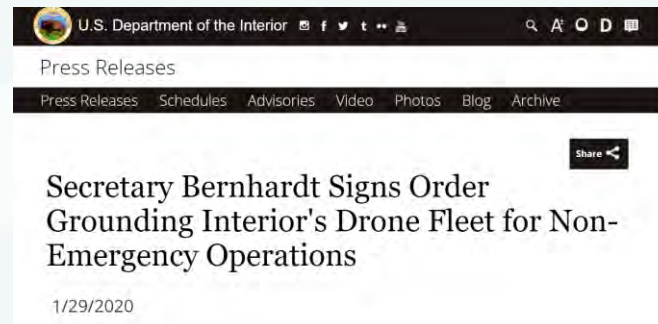 U.S. Department of the Interior
Press Releases
Press Releases Schedules Advisories Video Photos Blog Archive
Share
Secretary Bernhardt Signs Order
Grounding Interior's Drone Fleet for Non-
Emergency Operations
1/29/2020